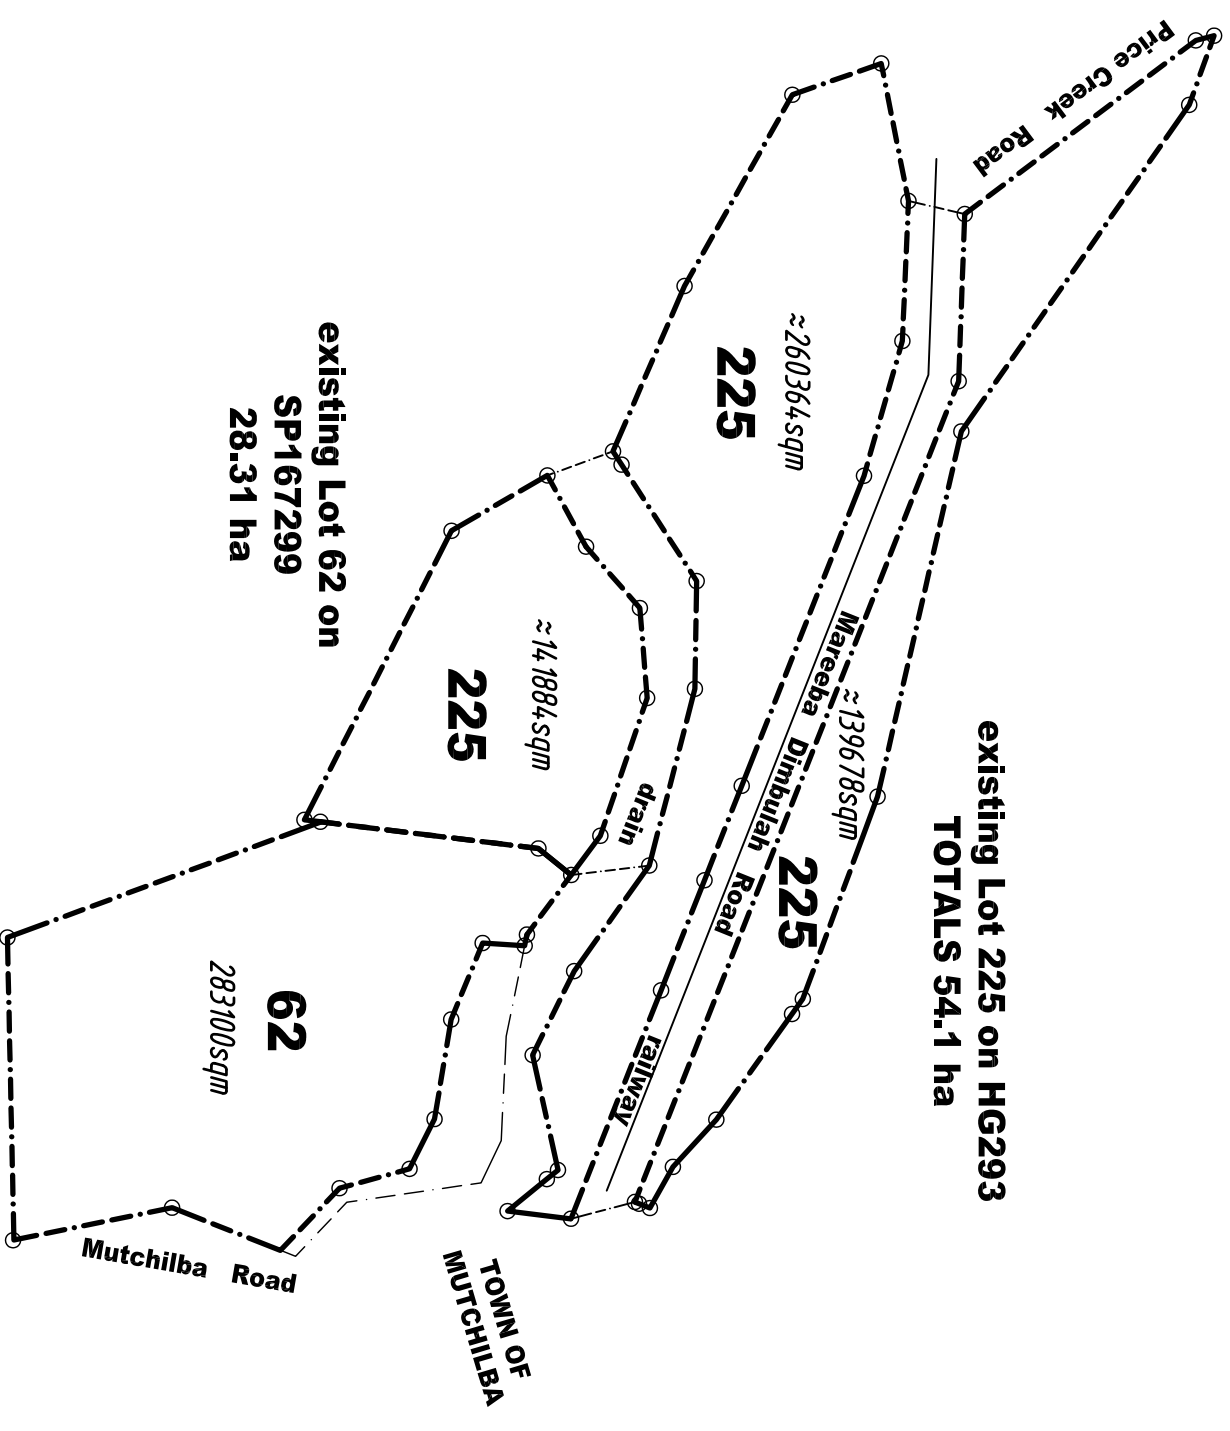 Price Creek Road
existing Lot 225 on HG293
TOTALS 54.1 ha
≈260364sqm
225
≈139678sqm
225
Mareeba Dimbulah Road
railway
drain
≈141884sqm
225
existing Lot 62 on
SP167299
28.31 ha
62
283100sqm
Mutchilba Road
TOWN OF
MUTCHILBA